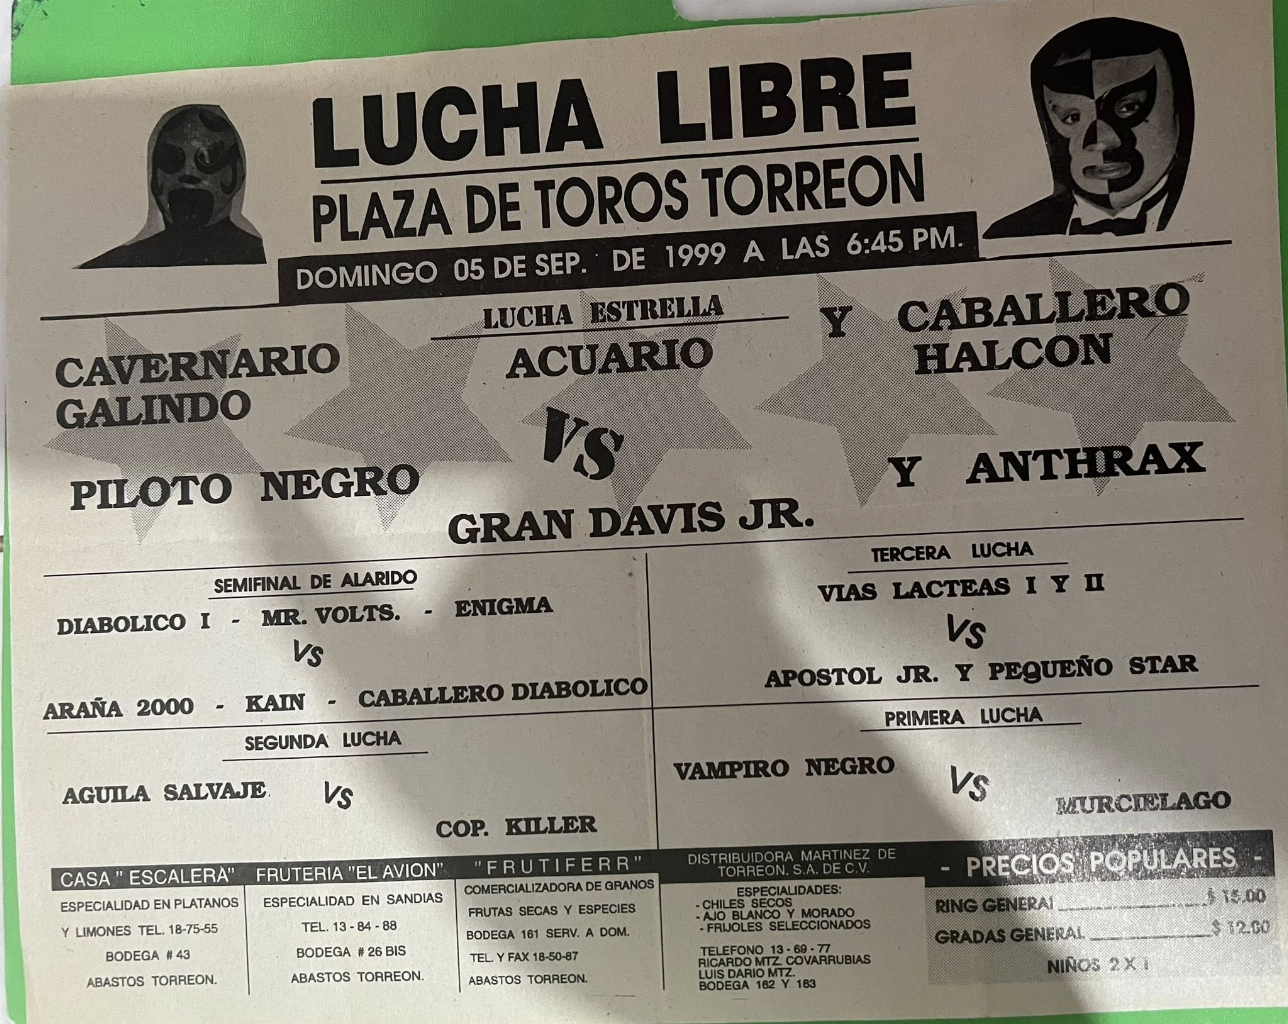 LUCHA LIBRE
PLAZA DE TOROS TORREON
DOMINGO 05 DE SEP. DE 1999 A LAS 6:45 PM.
LUCHA ESTRELLA
CAVERNARIO
GALINDO
ACUARIO
Y CABALLERO
HALCON
VS
PILOTO NEGRO
Y ANTHRAX
GRAN DAVIS JR.
SEMIFINAL DE ALARIDO
DIABOLICO I - MR. VOLTS. - ENIGMA
VS
ARAÑA 2000 - KAIN - CABALLERO DIABOLICO
TERCERA LUCHA
VIAS LACTEAS I Y II
VS
APOSTOL JR. Y PEQUEÑO STAR
SEGUNDA LUCHA
AGUILA SALVAJE VS
COP. KILLER
PRIMERA LUCHA
VAMPIRO NEGRO VS
MURCIELAGO
CASA " ESCALERA"
ESPECIALIDAD EN PLATANOS
Y LIMONES TEL. 18-75-55
BODEGA # 43
ABASTOS TORREON.
FRUTERIA "EL AVION"
ESPECIALIDAD EN SANDIAS
TEL. 13 - 84 - 88
BODEGA # 26 BIS
ABASTOS TORREON.
"FRUTIFERR"
COMERCIALIZADORA DE GRANOS
FRUTAS SECAS Y ESPECIES
BODEGA 161 SERV. A DOM.
TEL. Y FAX 18-50-87
ABASTOS TORREON.
DISTRIBUIDORA MARTINEZ DE
TORREON, S.A. DE C.V.
ESPECIALIDADES:
- CHILES SECOS
- AJO BLANCO Y MORADO
- FRIJOLES SELECCIONADOS
TELEFONO 13 - 69 - 77
RICARDO MTZ. COVARRUBIAS
LUIS DARIO MTZ.
BODEGA 162 Y 163
- PRECIOS POPULARES -
RING GENERAL $ 15.00
GRADAS GENERAL $ 12.00
NIÑOS 2 X 1